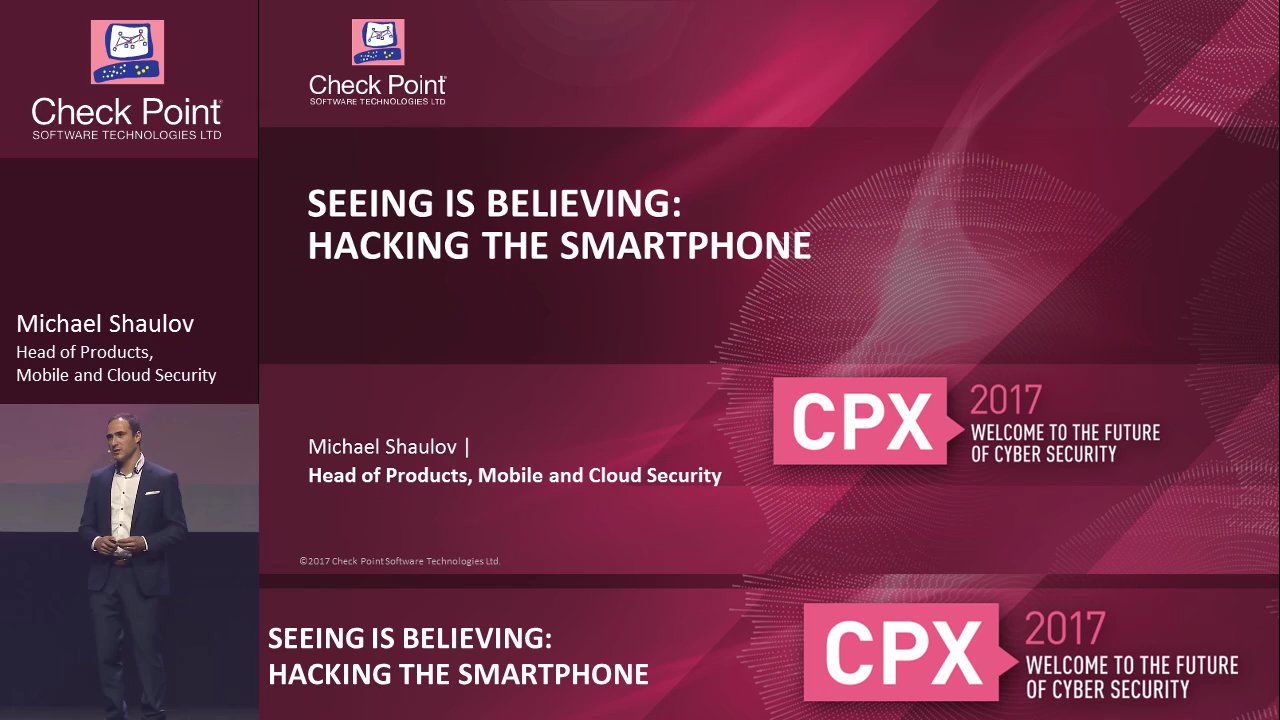 Check Point
SOFTWARE TECHNOLOGIES LTD
Michael Shaulov
Head of Products,
Mobile and Cloud Security
Check Point
SOFTWARE TECHNOLOGIES LTD
SEEING IS BELIEVING:
HACKING THE SMARTPHONE
CPX
2017
WELCOME TO THE FUTURE
OF CYBER SECURITY
Michael Shaulov |
Head of Products, Mobile and Cloud Security
©2017 Check Point Software Technologies Ltd.
SEEING IS BELIEVING:
HACKING THE SMARTPHONE
CPX
2017
WELCOME TO THE FUTURE
OF CYBER SECURITY